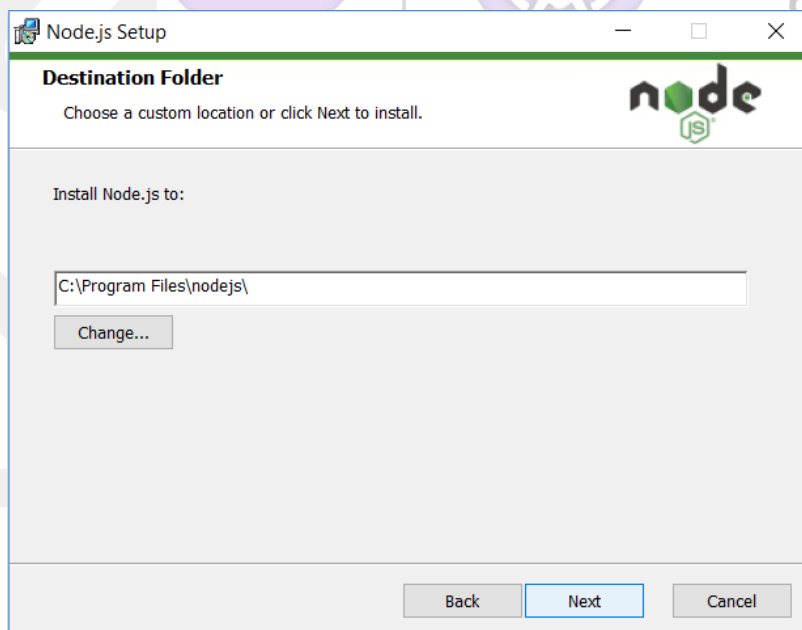 Node.js Setup
Destination Folder
Choose a custom location or click Next to install.
node
JS
Install Node.js to:
C:\Program Files\nodejs\
Change...
Back
Next
Cancel